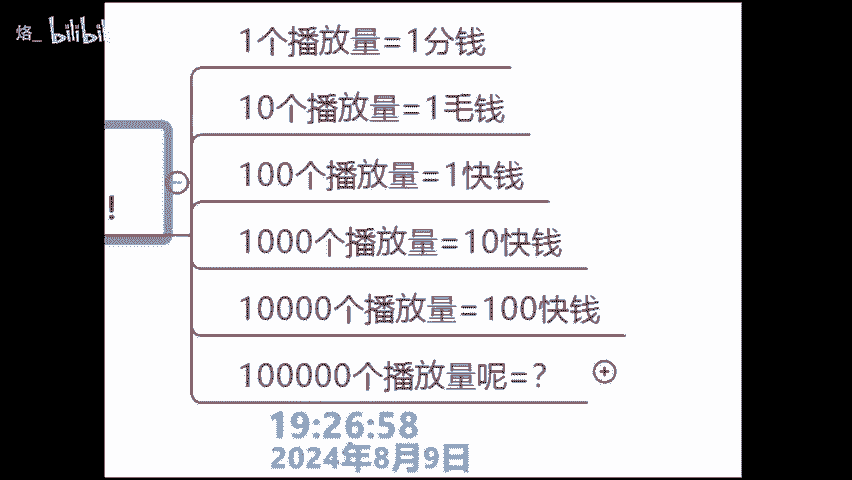 烙_ bilibili
1个播放量=1分钱
10个播放量=1毛钱
100个播放量=1快钱
!
1000个播放量=10快钱
10000个播放量=100快钱
100000个播放量呢=？
19:26:58
2024年8月9日